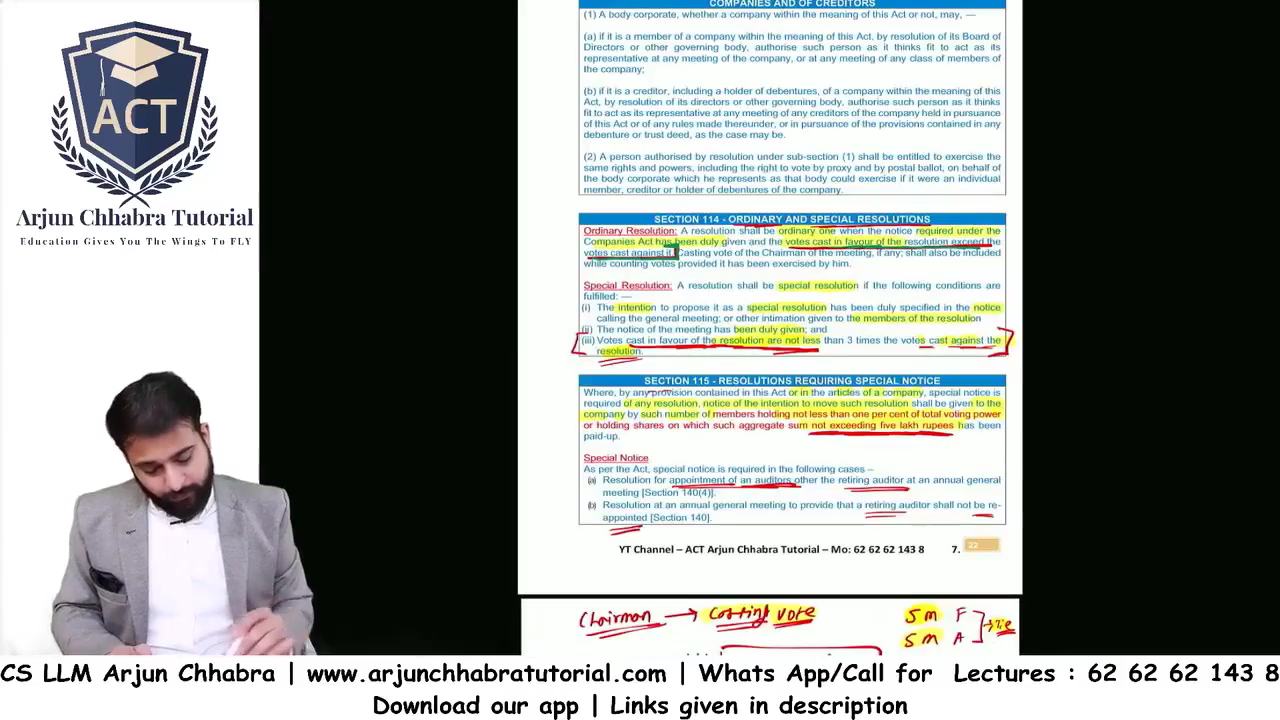 ACT
Arjun Chhabra Tutorial
Education Gives You The Wings To FLY
COMPANIES AND OF CREDITORS
(1) A body corporate, whether a company within the meaning of this Act or not, may, —
(a) if it is a member of a company within the meaning of this Act, by resolution of its Board of
Directors or other governing body, authorise such person as it thinks fit to act as its
representative at any meeting of the company, or at any meeting of any class of members of
the company;
(b) if it is a creditor, including a holder of debentures, of a company within the meaning of this
Act, by resolution of its directors or other governing body, authorise such person as it thinks
fit to act as its representative at any meeting of any creditors of the company held in pursuance
of this Act or of any rules made thereunder, or in pursuance of the provisions contained in any
debenture or trust deed, as the case may be.
(2) A person authorised by resolution under sub-section (1) shall be entitled to exercise the
same rights and powers, including the right to vote by proxy and by postal ballot, on behalf of
the body corporate which he represents as that body could exercise if it were an individual
member, creditor or holder of debentures of the company.
SECTION 114 - ORDINARY AND SPECIAL RESOLUTIONS
Ordinary Resolution: A resolution shall be ordinary one when the notice required under the
Companies Act has been duly given and the votes cast in favour of the resolution exceed the
votes cast against it. Casting vote of the Chairman of the meeting, if any; shall also be included
while counting votes provided it has been exercised by him.
Special Resolution: A resolution shall be special resolution if the following conditions are
fulfilled: —
(i) The intention to propose it as a special resolution has been duly specified in the notice
calling the general meeting; or other intimation given to the members of the resolution
(ii) The notice of the meeting has been duly given; and
(iii) Votes cast in favour of the resolution are not less than 3 times the votes cast against the
resolution.
SECTION 115 - RESOLUTIONS REQUIRING SPECIAL NOTICE
Where, by any provision contained in this Act or in the articles of a company, special notice is
required of any resolution, notice of the intention to move such resolution shall be given to the
company by such number of members holding not less than one per cent of total voting power
or holding shares on which such aggregate sum not exceeding five lakh rupees has been
paid-up.
Special Notice
As per the Act, special notice is required in the following cases –
(a) Resolution for appointment of an auditors other the retiring auditor at an annual general
meeting [Section 140(4)].
(b) Resolution at an annual general meeting to provide that a retiring auditor shall not be re-
appointed [Section 140].
YT Channel – ACT Arjun Chhabra Tutorial – Mo: 62 62 62 143 8 7. 22
Chairman → Casting vote 5 m F
5 m A → Tie
CS LLM Arjun Chhabra | www.arjunchhabratutorial.com | Whats App/Call for Lectures : 62 62 62 143 8
Download our app | Links given in description